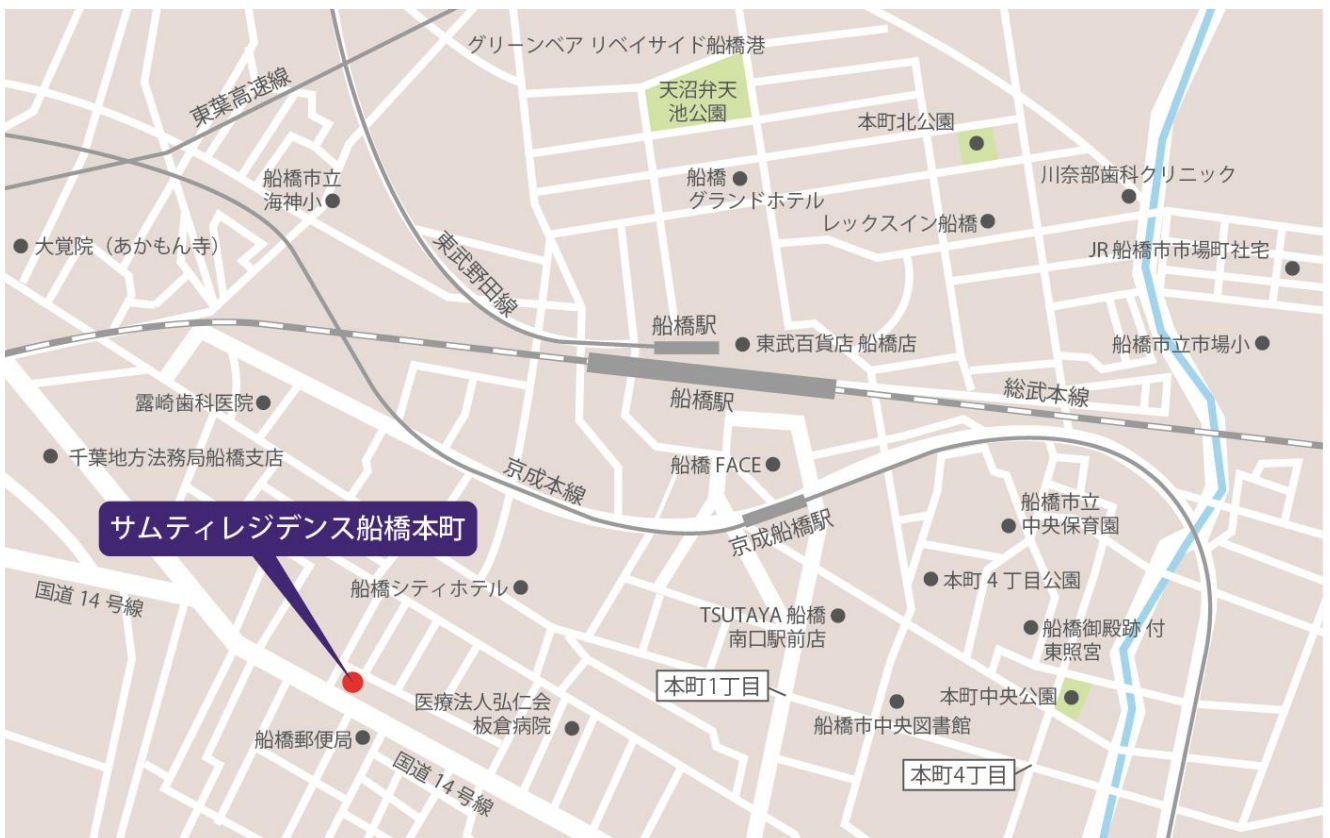 グリーンベア リベイサイド船橋港
東葉高速線
天沼弁天
池公園
本町北公園
船橋市立
海神小
船橋
グランドホテル
川奈部歯科クリニック
レックスイン船橋
大覚院（あかもん寺）
東武野田線
JR 船橋市市場町社宅
船橋駅
東武百貨店 船橋店
船橋市立市場小
船橋駅
総武本線
露崎歯科医院
千葉地方法務局船橋支店
京成本線
船橋 FACE
京成船橋駅
船橋市立
中央保育園
サムティレジデンス船橋本町
国道 14 号線
船橋シティホテル
本町 4 丁目公園
TSUTAYA 船橋
南口駅前店
船橋御殿跡 付
東照宮
本町1丁目
本町中央公園
医療法人弘仁会
板倉病院
船橋市中央図書館
船橋郵便局
国道 14 号線
本町4丁目